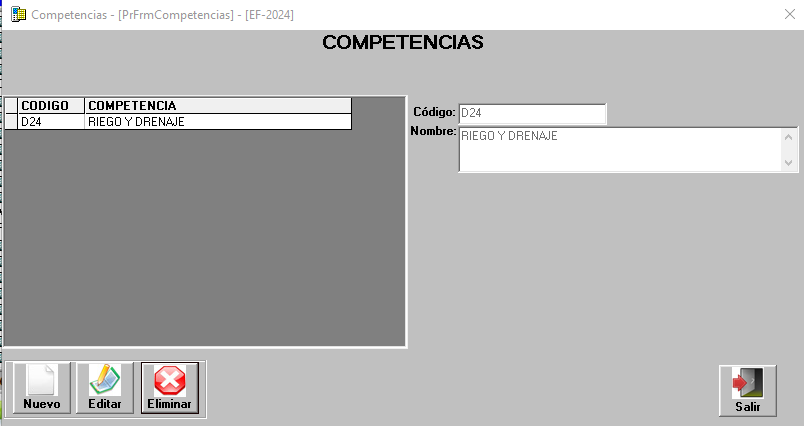 Competencias - [PrFrmCompetencias] - [EF-2024]
COMPETENCIAS
CODIGO COMPETENCIA
D24 RIEGO Y DRENAJE
Código: D24
Nombre: RIEGO Y DRENAJE
Nuevo Editar Eliminar Salir